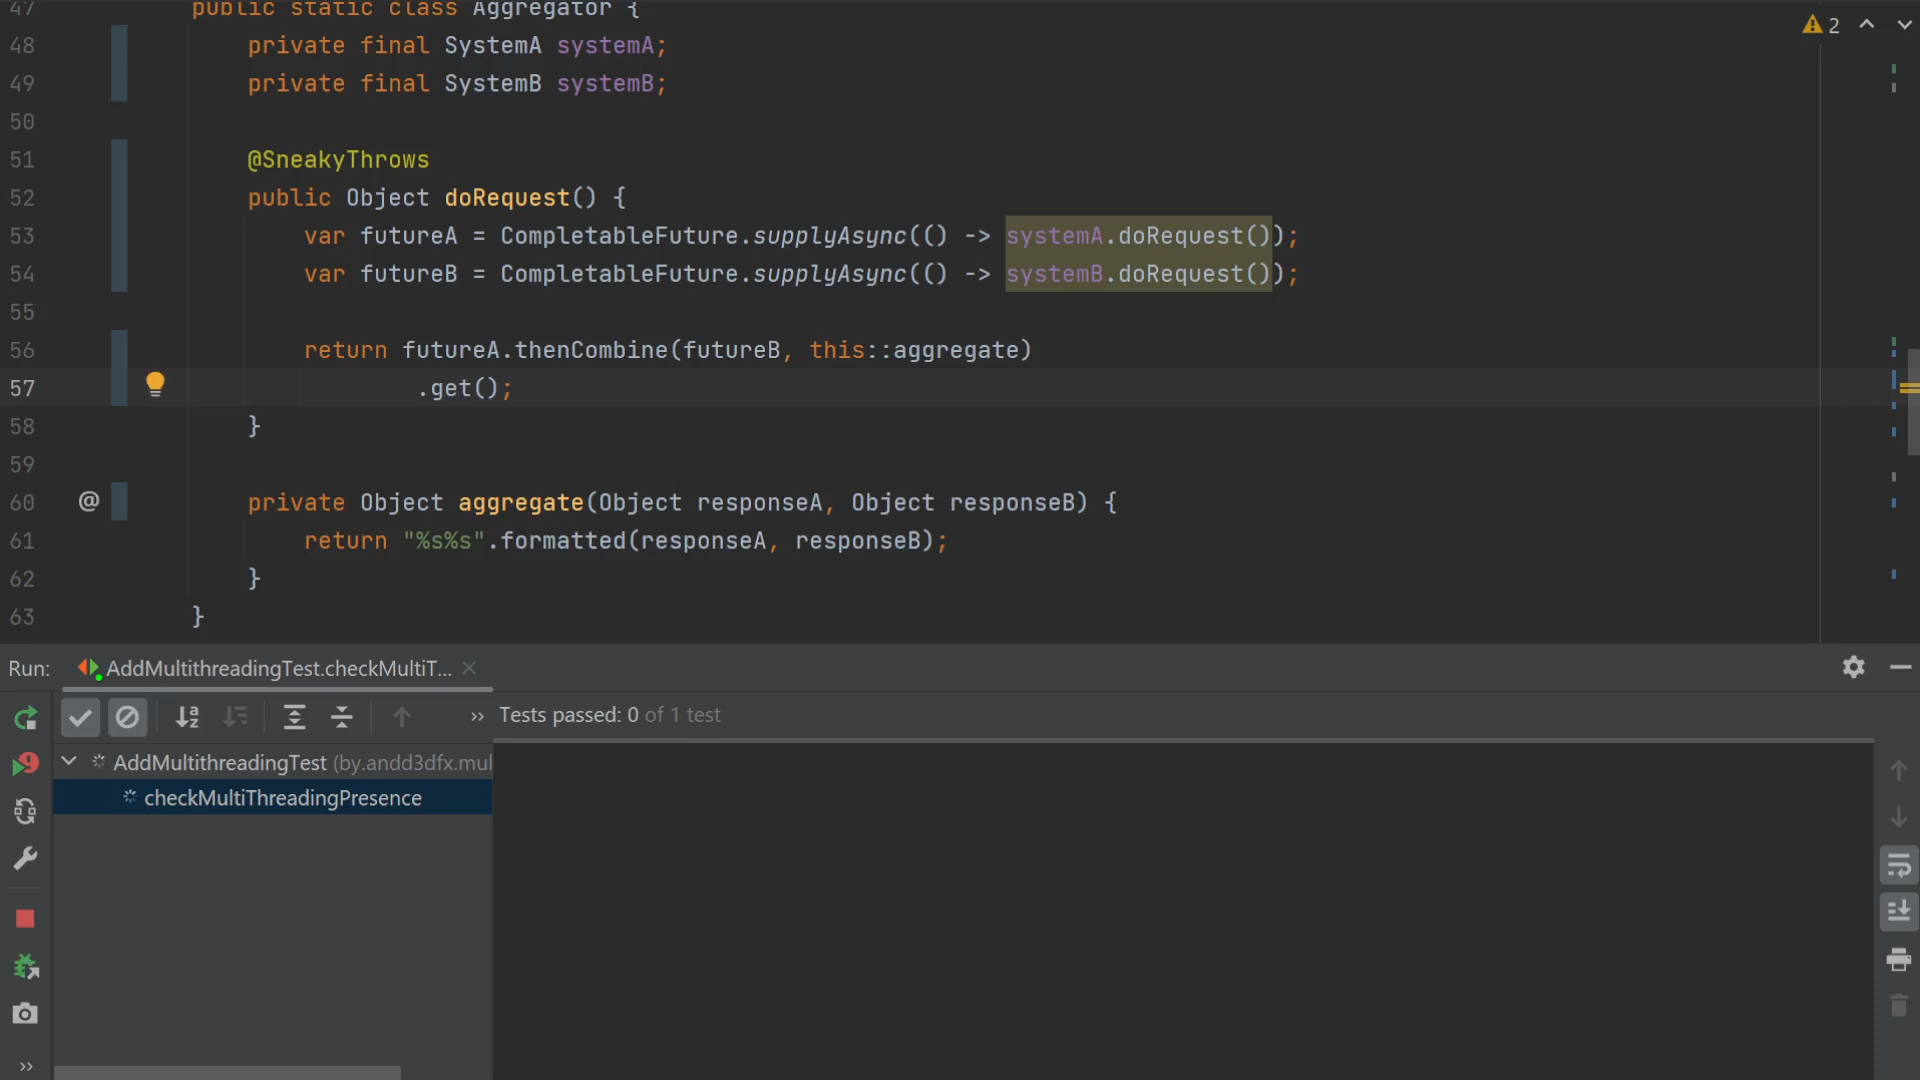 47 public static class Aggregator {
48 private final SystemA systemA;
49 private final SystemB systemB;
50
51 @SneakyThrows
52 public Object doRequest() {
53 var futureA = CompletableFuture.supplyAsync(() -> systemA.doRequest());
54 var futureB = CompletableFuture.supplyAsync(() -> systemB.doRequest());
55
56 return futureA.thenCombine(futureB, this::aggregate)
57 .get();
58 }
59
60 @ private Object aggregate(Object responseA, Object responseB) {
61 return "%s%s".formatted(responseA, responseB);
62 }
63 }
2
Run: AddMultithreadingTest.checkMultiT...
Tests passed: 0 of 1 test
AddMultithreadingTest (by.andd3dfx.mul
checkMultiThreadingPresence